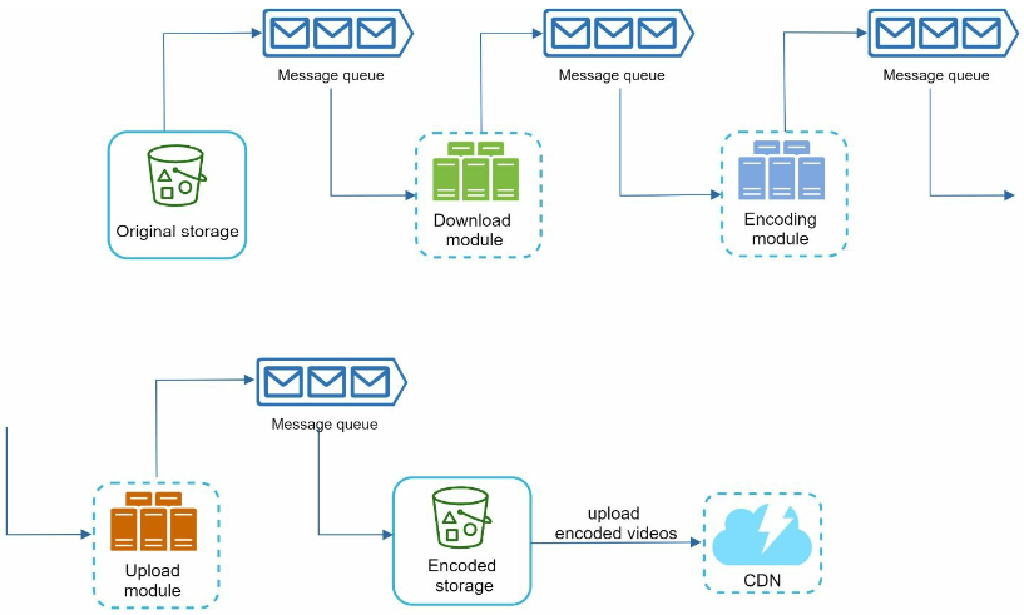 Message queue
Message queue
Message queue
Original storage
Download
module
Encoding
module
Message queue
Upload
module
Encoded
storage
upload
encoded videos
CDN